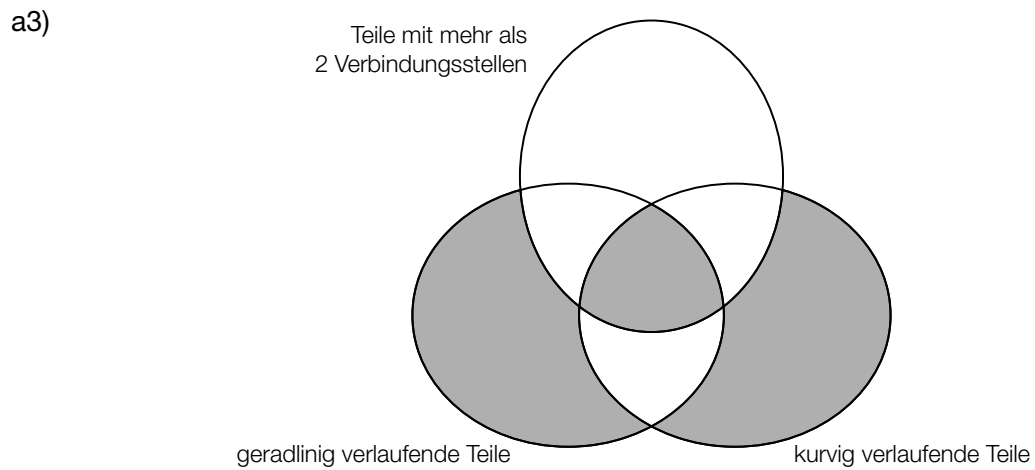 a3)
Teile mit mehr als
2 Verbindungsstellen
geradlinig verlaufende Teile
kurvig verlaufende Teile